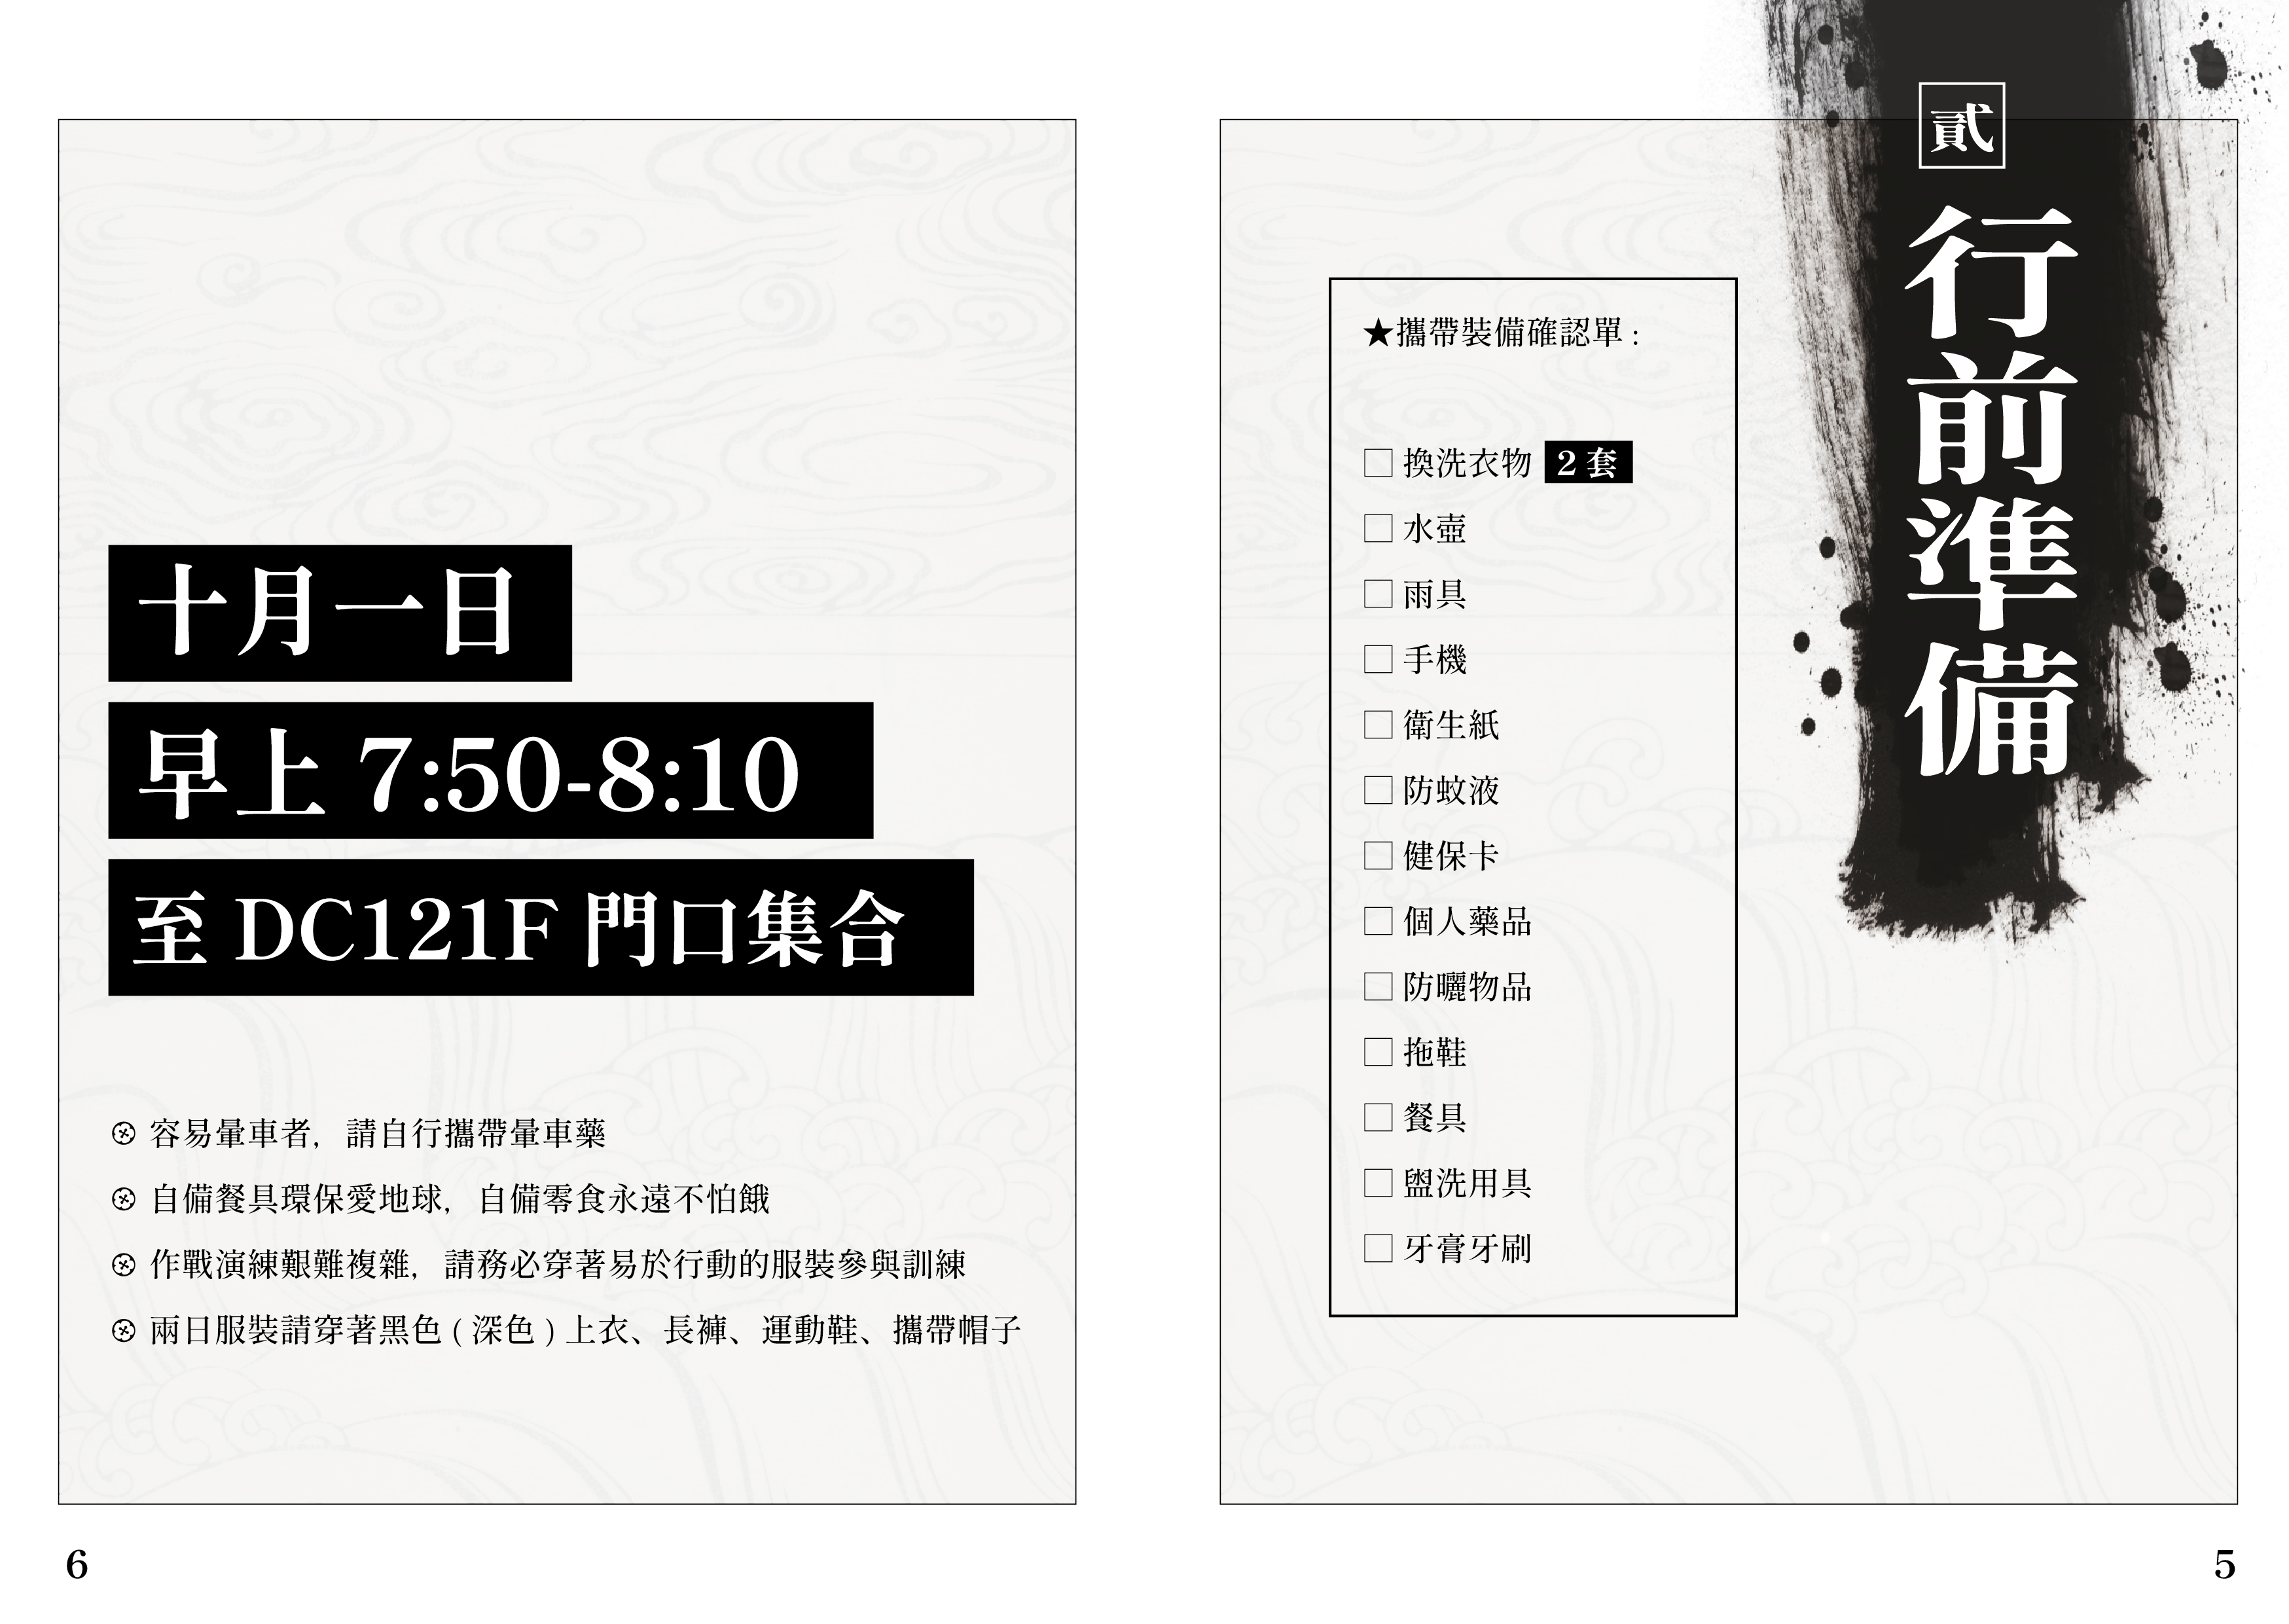 貳
行前準備
★攜帶裝備確認單 :
□ 換洗衣物 2 套
□ 水壺
□ 雨具
□ 手機
□ 衛生紙
□ 防蚊液
□ 健保卡
□ 個人藥品
□ 防曬物品
□ 拖鞋
□ 餐具
□ 盥洗用具
□ 牙膏牙刷
5
十月一日
早上 7:50-8:10
至 DC121F 門口集合
容易暈車者，請自行攜帶暈車藥
自備餐具環保愛地球，自備零食永遠不怕餓
作戰演練艱難複雜，請務必穿著易於行動的服裝參與訓練
兩日服裝請穿著黑色 ( 深色 ) 上衣、長褲、運動鞋、攜帶帽子
6